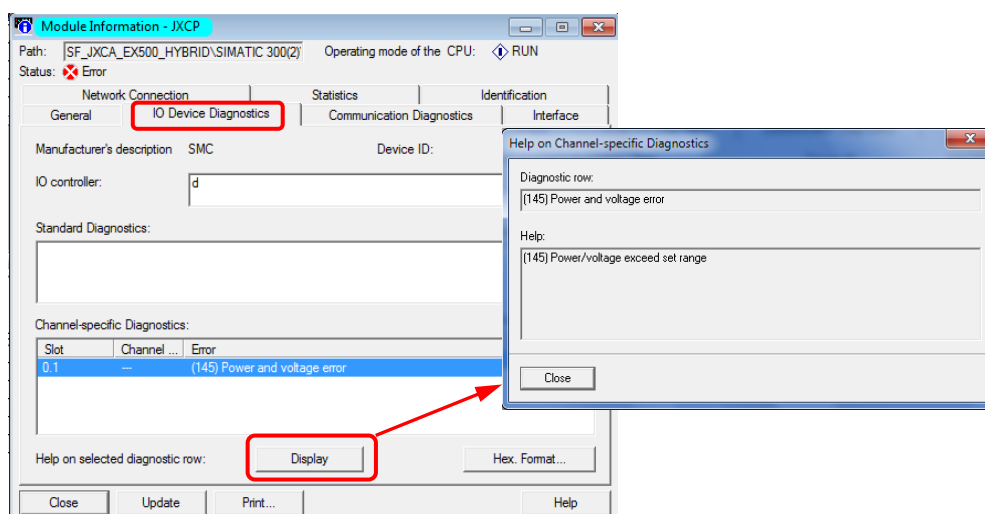 Module Information - JXCP
Path: SF_JXCA_EX500_HYBRID\SIMATIC 300(2) Operating mode of the CPU: RUN
Status: Error
Network Connection Statistics Identification
General IO Device Diagnostics Communication Diagnostics Interface
Manufacturer's description SMC Device ID:
IO controller: d
Standard Diagnostics:
Channel-specific Diagnostics:
Slot Channel ... Error
0.1 --- (145) Power and voltage error
Help on selected diagnostic row: Display Hex. Format...
Close Update Print... Help
Help on Channel-specific Diagnostics
Diagnostic row:
(145) Power and voltage error
Help:
(145) Power/voltage exceed set range
Close